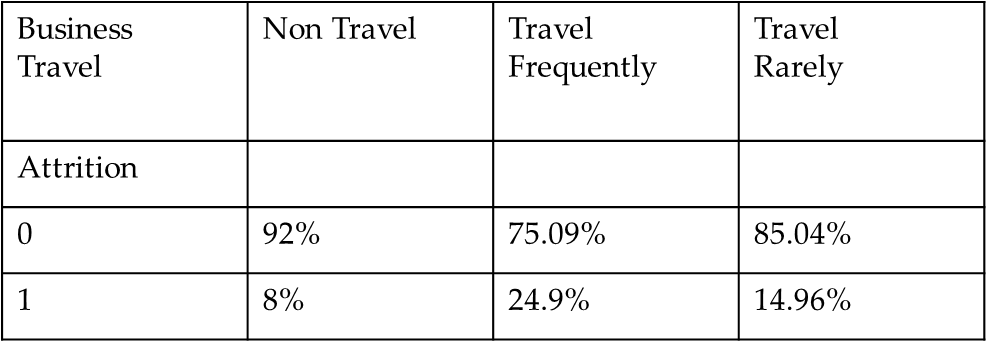 Business Travel Non Travel Travel Frequently Travel Rarely
Attrition
0 92% 75.09% 85.04%
1 8% 24.9% 14.96%